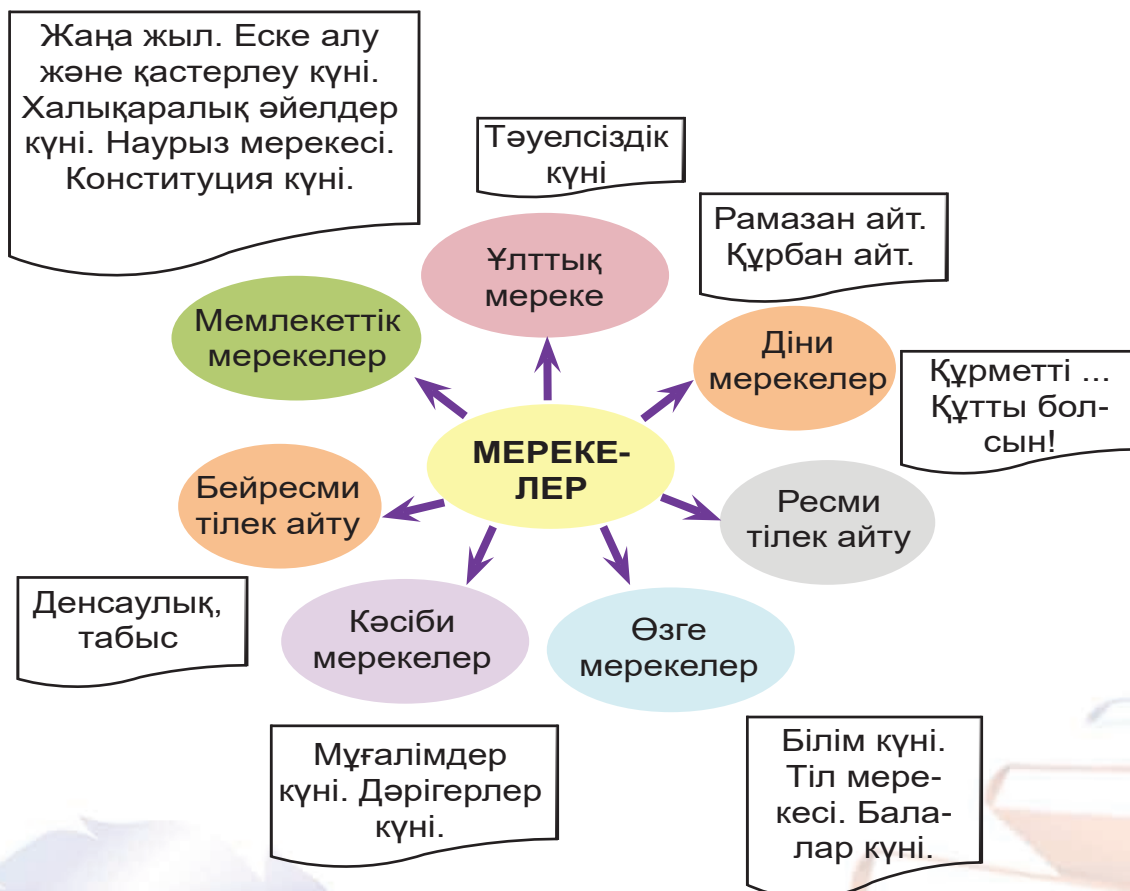 Жаңа жыл. Еске алу
және қастерлеу күні.
Халықаралық әйелдер
күні. Наурыз мерекесі.
Конституция күні.
Тәуелсіздік
күні
Рамазан айт.
Құрбан айт.
Ұлттық
мереке
Мемлекеттік
мерекелер
Діни
мерекелер
Құрметті ...
Құтты бол-
сын!
МЕРЕКЕ-
ЛЕР
Бейресми
тілек айту
Ресми
тілек айту
Денсаулық,
табыс
Кәсіби
мерекелер
Өзге
мерекелер
Мұғалімдер
күні. Дәрігерлер
күні.
Білім күні.
Тіл мере-
кесі. Бала-
лар күні.